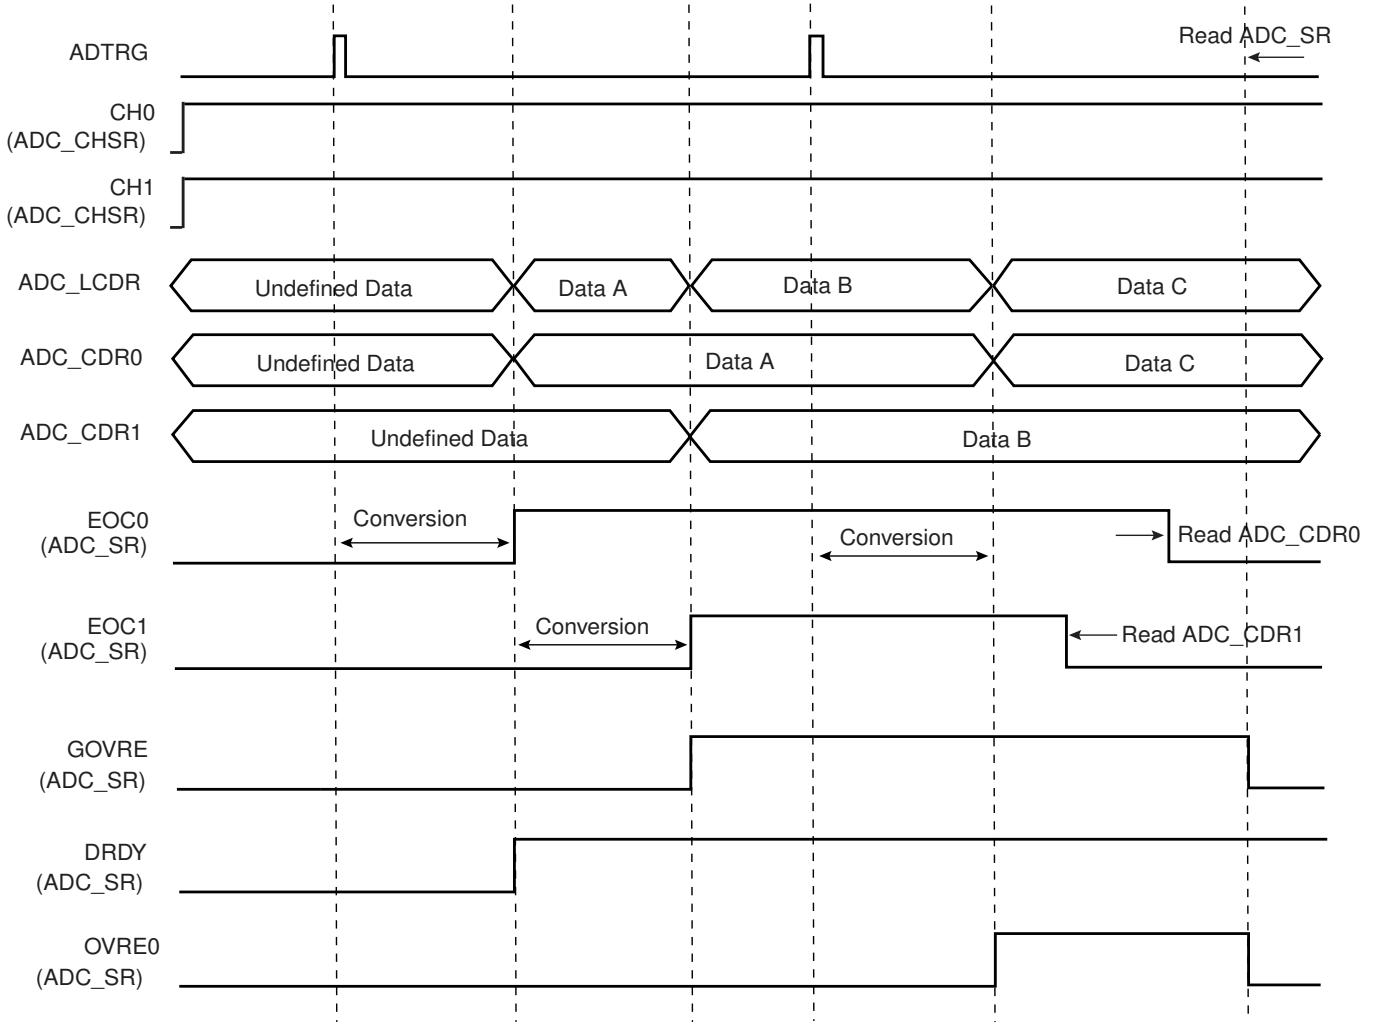 Read ADC_SR
ADTRG
CH0
(ADC_CHSR)
CH1
(ADC_CHSR)
ADC_LCDR
Undefined Data
Data A
Data B
Data C
ADC_CDR0
Undefined Data
Data A
Data C
ADC_CDR1
Undefined Data
Data B
EOC0
(ADC_SR)
Conversion
Conversion
Read ADC_CDR0
EOC1
(ADC_SR)
Conversion
Read ADC_CDR1
GOVRE
(ADC_SR)
DRDY
(ADC_SR)
OVRE0
(ADC_SR)